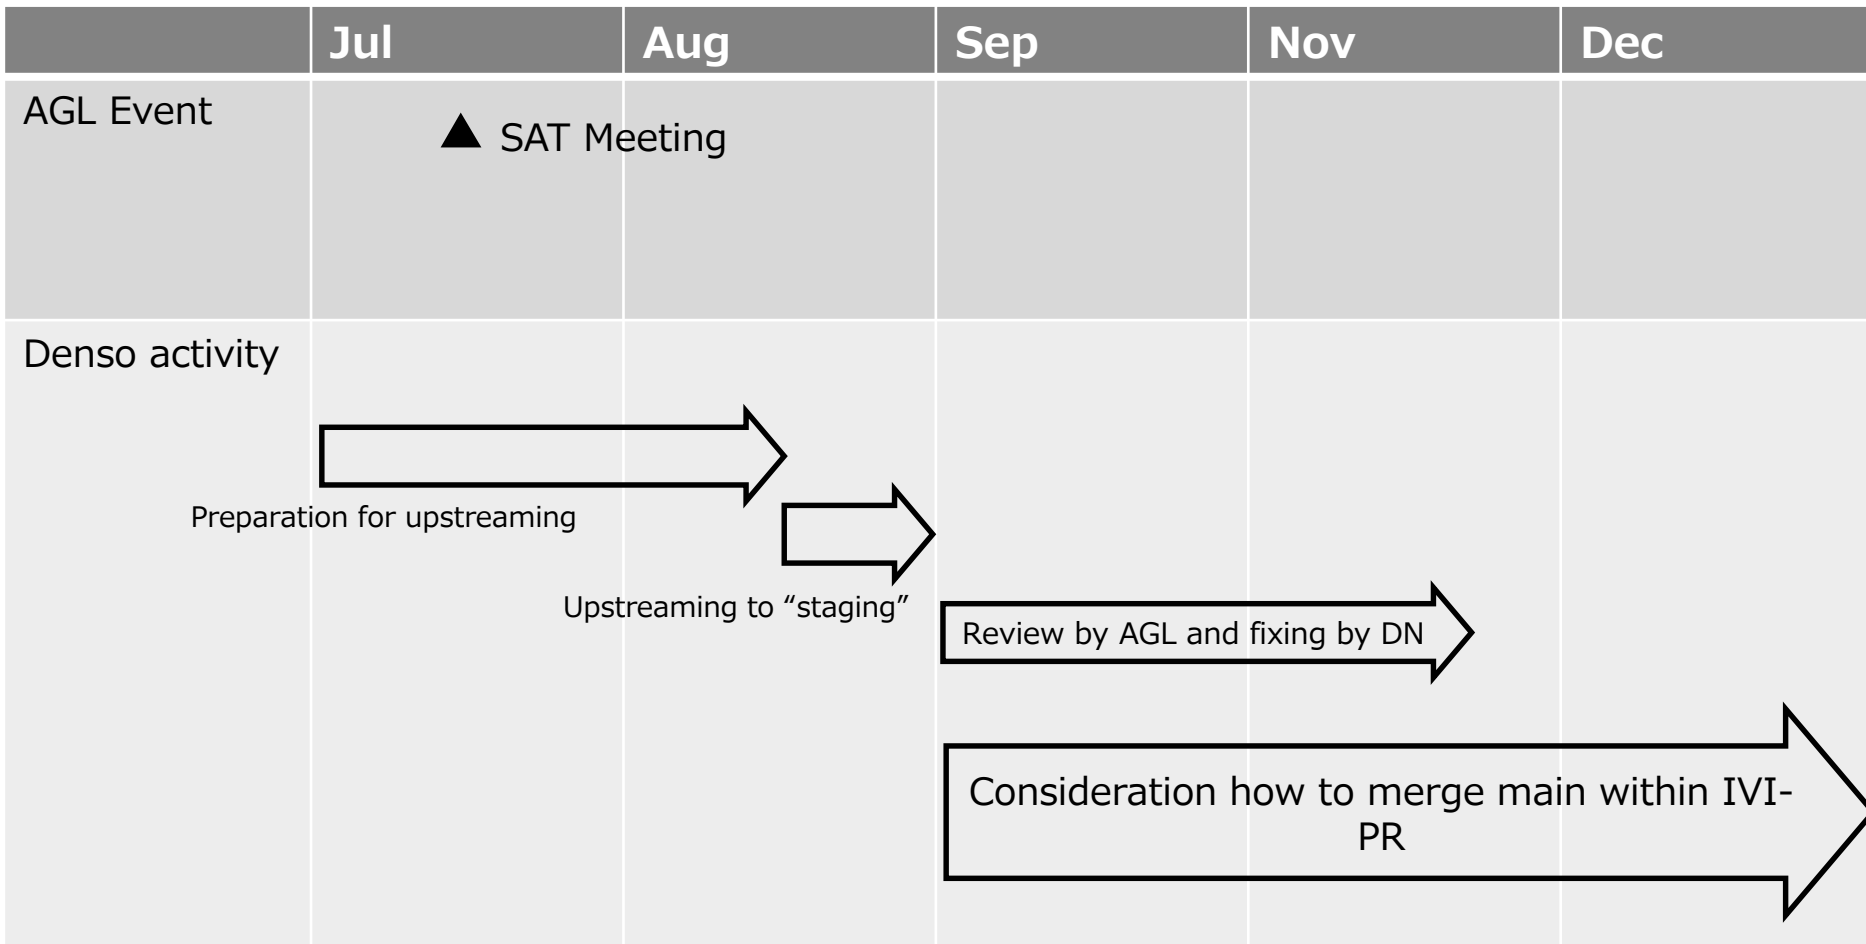 Jul
Aug
Sep
Nov
Dec
AGL Event
▲ SAT Meeting
Denso activity
Preparation for upstreaming
Upstreaming to “staging”
Review by AGL and fixing by DN
Consideration how to merge main within IVI-
PR